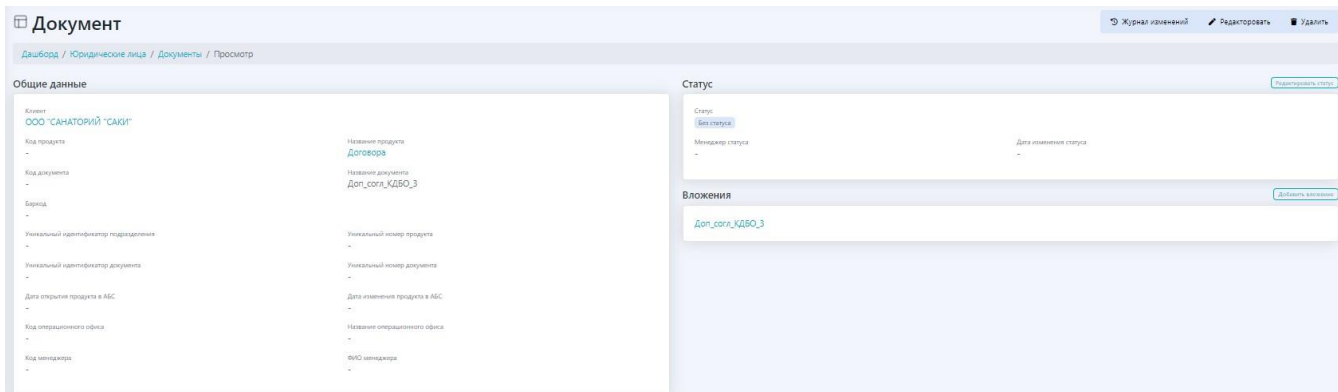 Документ
Журнал изменений Редактировать Удалить
Дашборд / Юридические лица / Документы / Просмотр
Общие данные
Клиент
ООО "САНАТОРИЙ "САКИ"
Код продукта
-
Название продукта
Договора
Код документа
-
Название документа
Доп_согл_КДБО_3
Баркод
-
Уникальный идентификатор подразделения
-
Уникальный номер продукта
-
Уникальный идентификатор документа
-
Уникальный номер документа
-
Дата открытия продукта в АБС
-
Дата изменения продукта в АБС
-
Код операционного офиса
-
Название операционного офиса
-
Код менеджера
-
ФИО менеджера
-
Статус
Редактировать статус
Статус
Без статуса
Менеджер статуса
-
Дата изменения статуса
-
Вложения
Добавить вложение
Доп_согл_КДБО_3